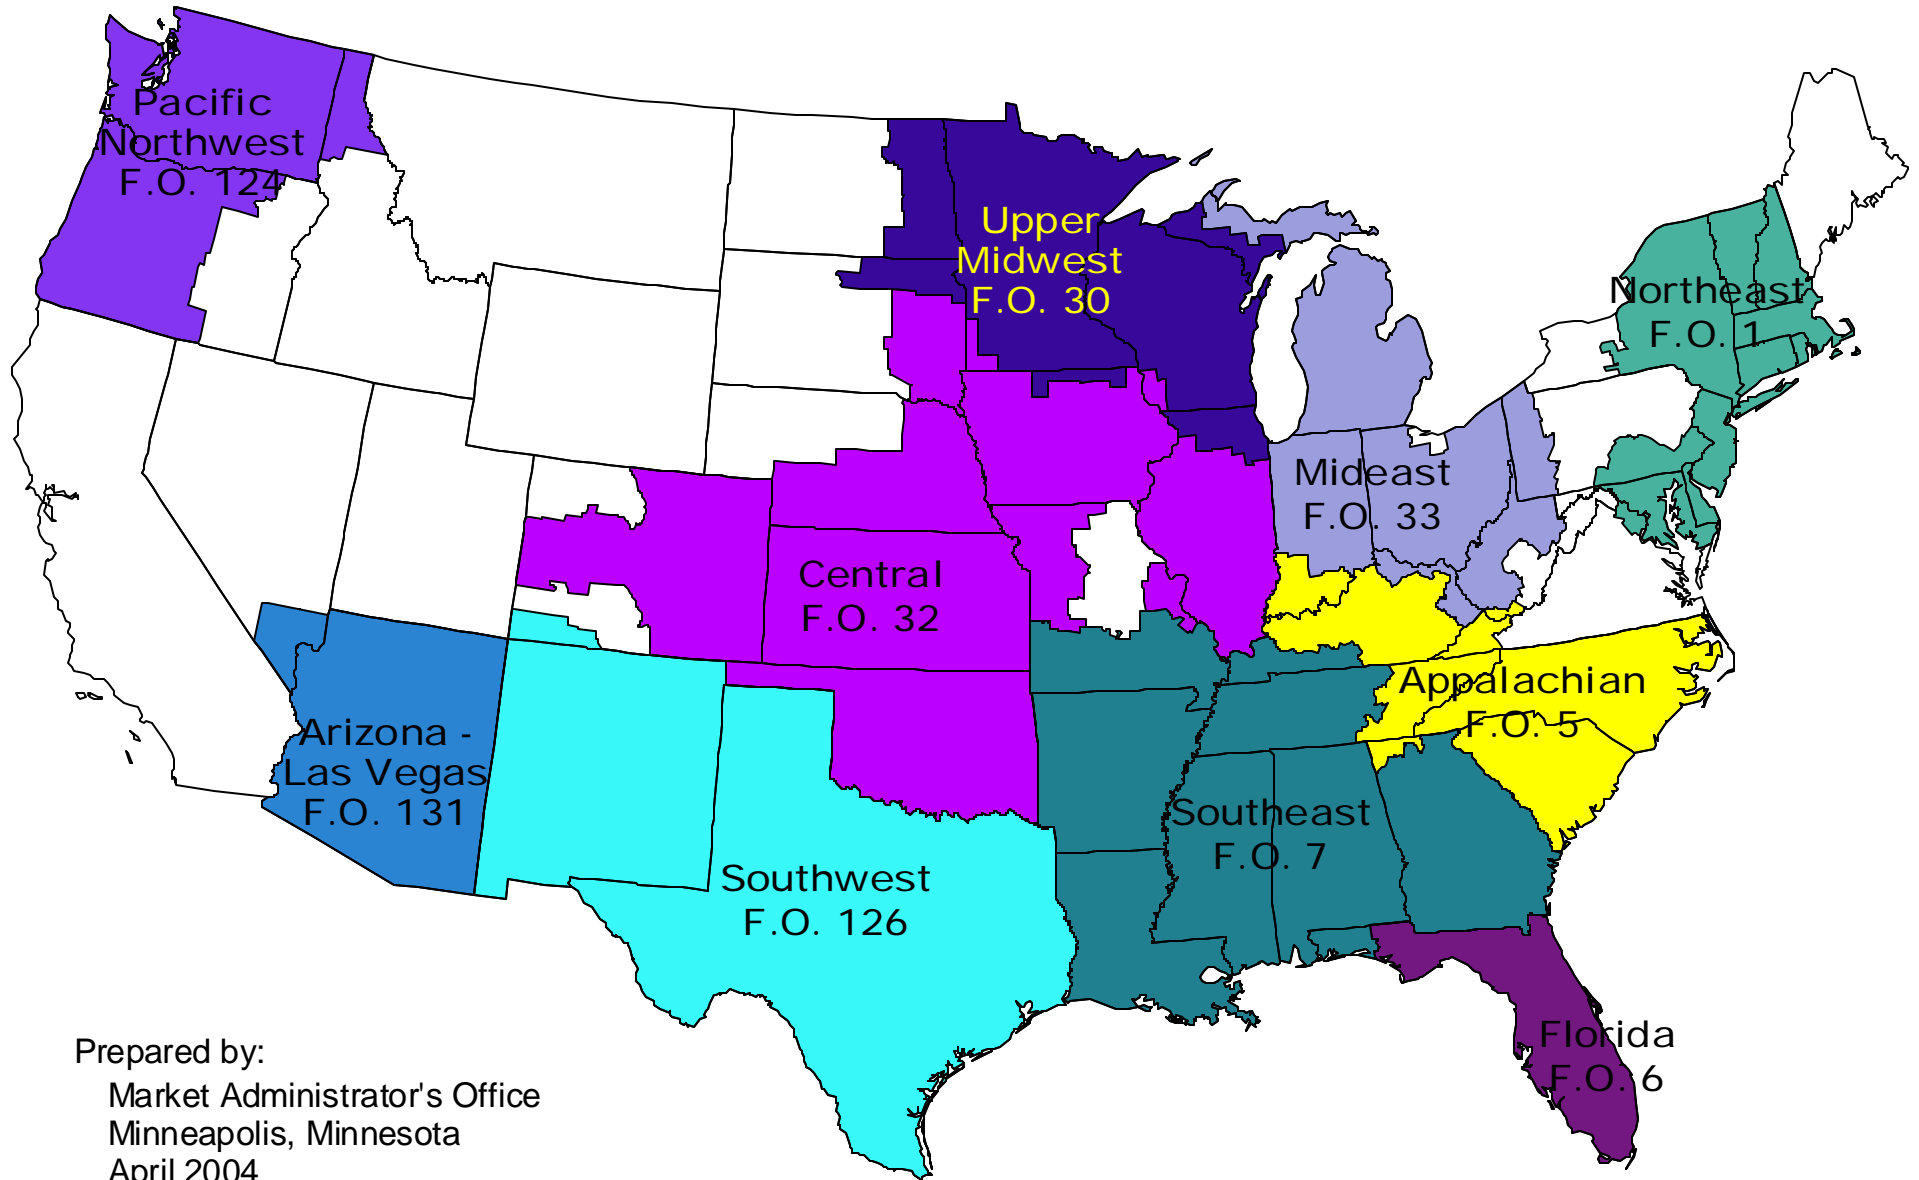 Pacific
Northwest
F.O. 124
Upper
Midwest
F.O. 30
Northeast
F.O. 1
Mideast
F.O. 33
Central
F.O. 32
Appalachian
F.O. 5
Arizona -
Las Vegas
F.O. 131
Southeast
F.O. 7
Southwest
F.O. 126
Florida
F.O. 6
Prepared by:
Market Administrator's Office
Minneapolis, Minnesota
April 2004